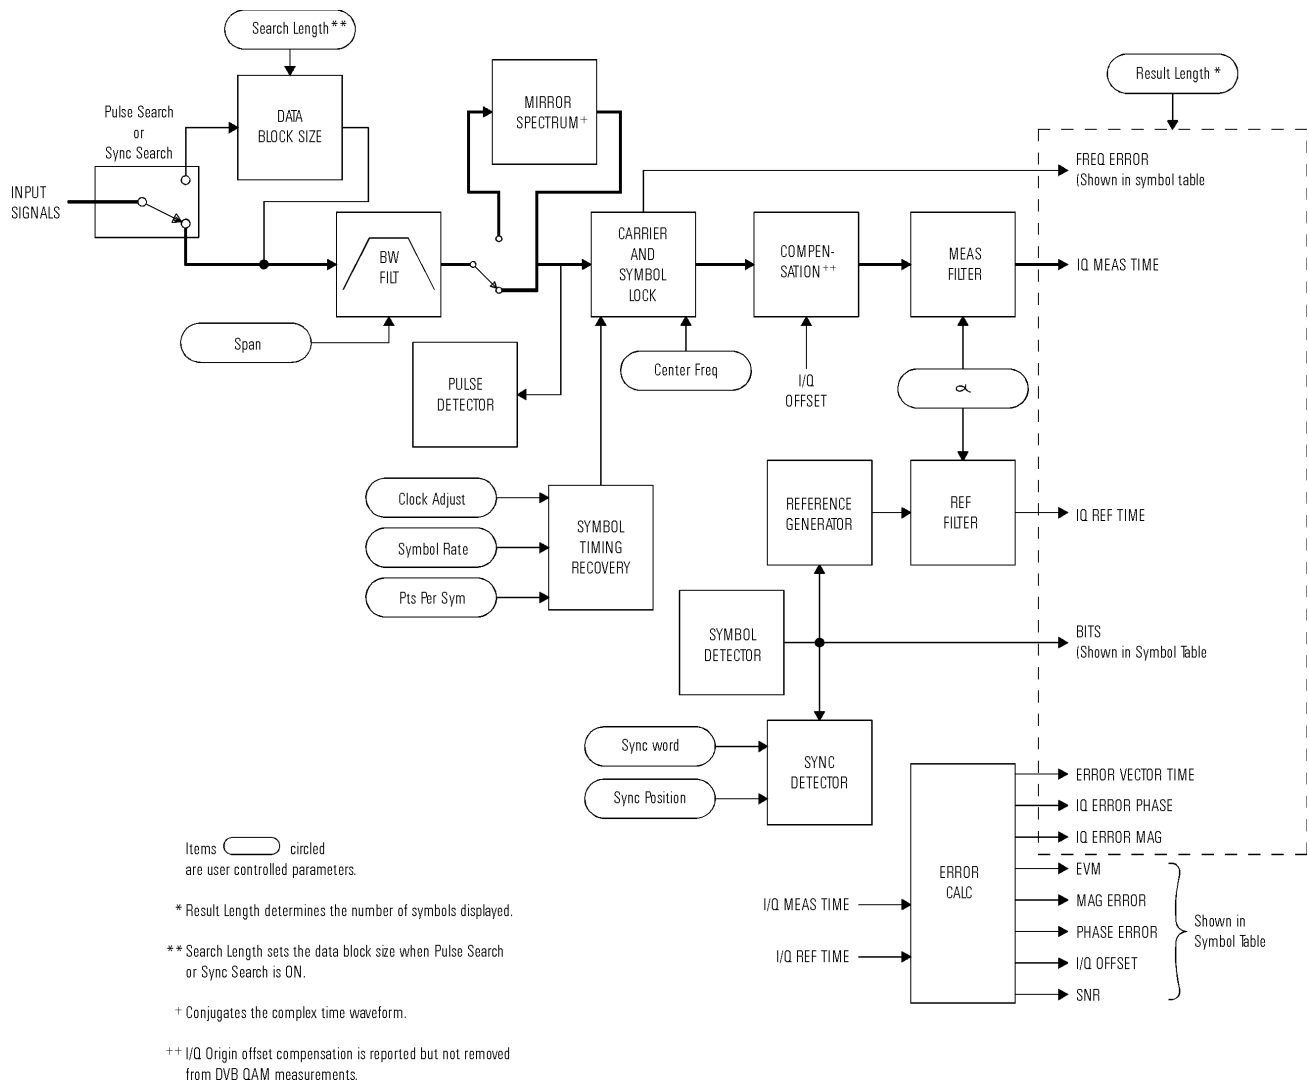 Search Length**
Result Length *
DATA
BLOCK SIZE
MIRROR
SPECTRUM+
Pulse Search
or
Sync Search
INPUT
SIGNALS
FREQ ERROR
(Shown in symbol table
BW
FILT
CARRIER
AND
SYMBOL
LOCK
COMPEN-
SATION++
MEAS
FILTER
IQ MEAS TIME
Span
PULSE
DETECTOR
Center Freq
I/Q
OFFSET
α
Clock Adjust
Symbol Rate
Pts Per Sym
SYMBOL
TIMING
RECOVERY
REFERENCE
GENERATOR
REF
FILTER
IQ REF TIME
SYMBOL
DETECTOR
BITS
(Shown in Symbol Table
Sync word
Sync Position
SYNC
DETECTOR
ERROR VECTOR TIME
IQ ERROR PHASE
IQ ERROR MAG
ERROR
CALC
EVM
MAG ERROR
PHASE ERROR
I/Q OFFSET
SNR
Shown in
Symbol Table
I/Q MEAS TIME
I/Q REF TIME
Items circled
are user controlled parameters.
* Result Length determines the number of symbols displayed.
** Search Length sets the data block size when Pulse Search
or Sync Search is ON.
+ Conjugates the complex time waveform.
++ I/Q Origin offset compensation is reported but not removed
from DVB QAM measurements.